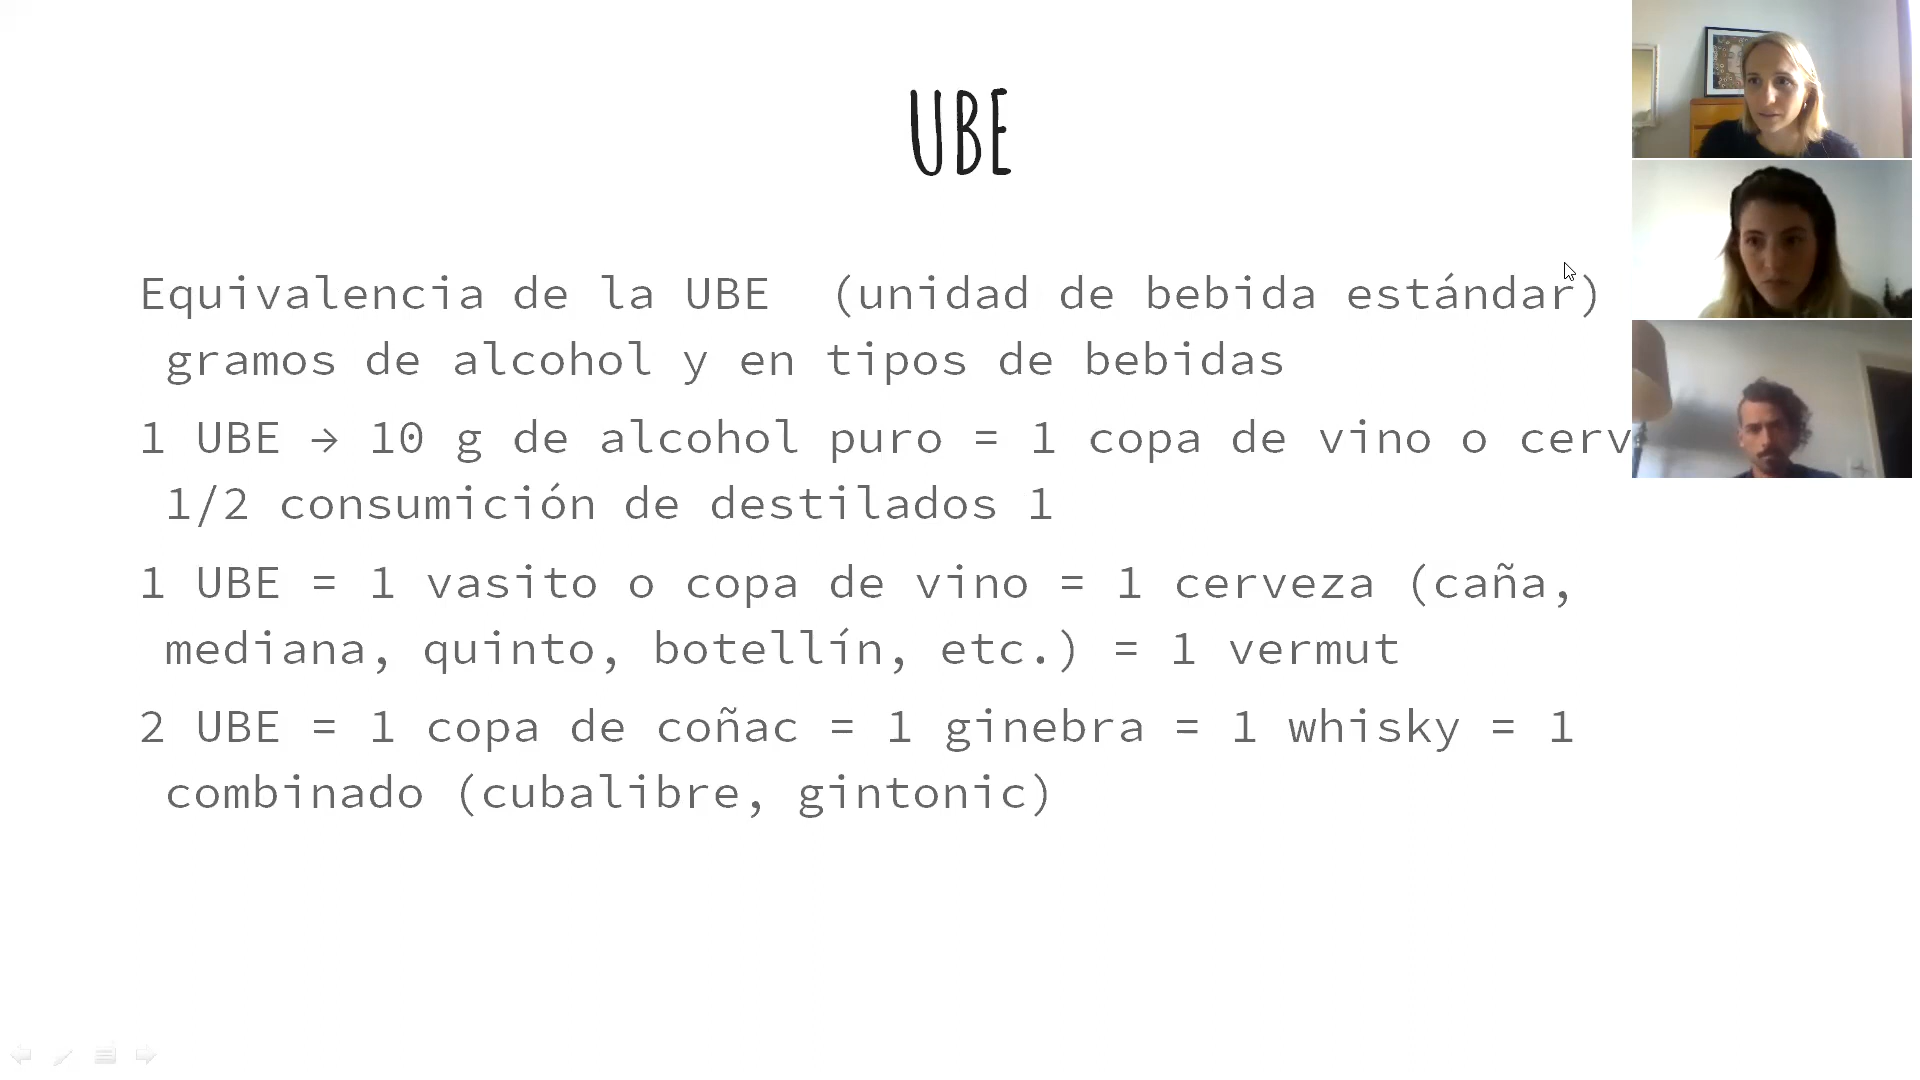 UBE
Equivalencia de la UBE (unidad de bebida estándar)
gramos de alcohol y en tipos de bebidas
1 UBE → 10 g de alcohol puro = 1 copa de vino o cerv
1/2 consumición de destilados 1
1 UBE = 1 vasito o copa de vino = 1 cerveza (caña,
mediana, quinto, botellín, etc.) = 1 vermut
2 UBE = 1 copa de coñac = 1 ginebra = 1 whisky = 1
combinado (cubalibre, gintonic)